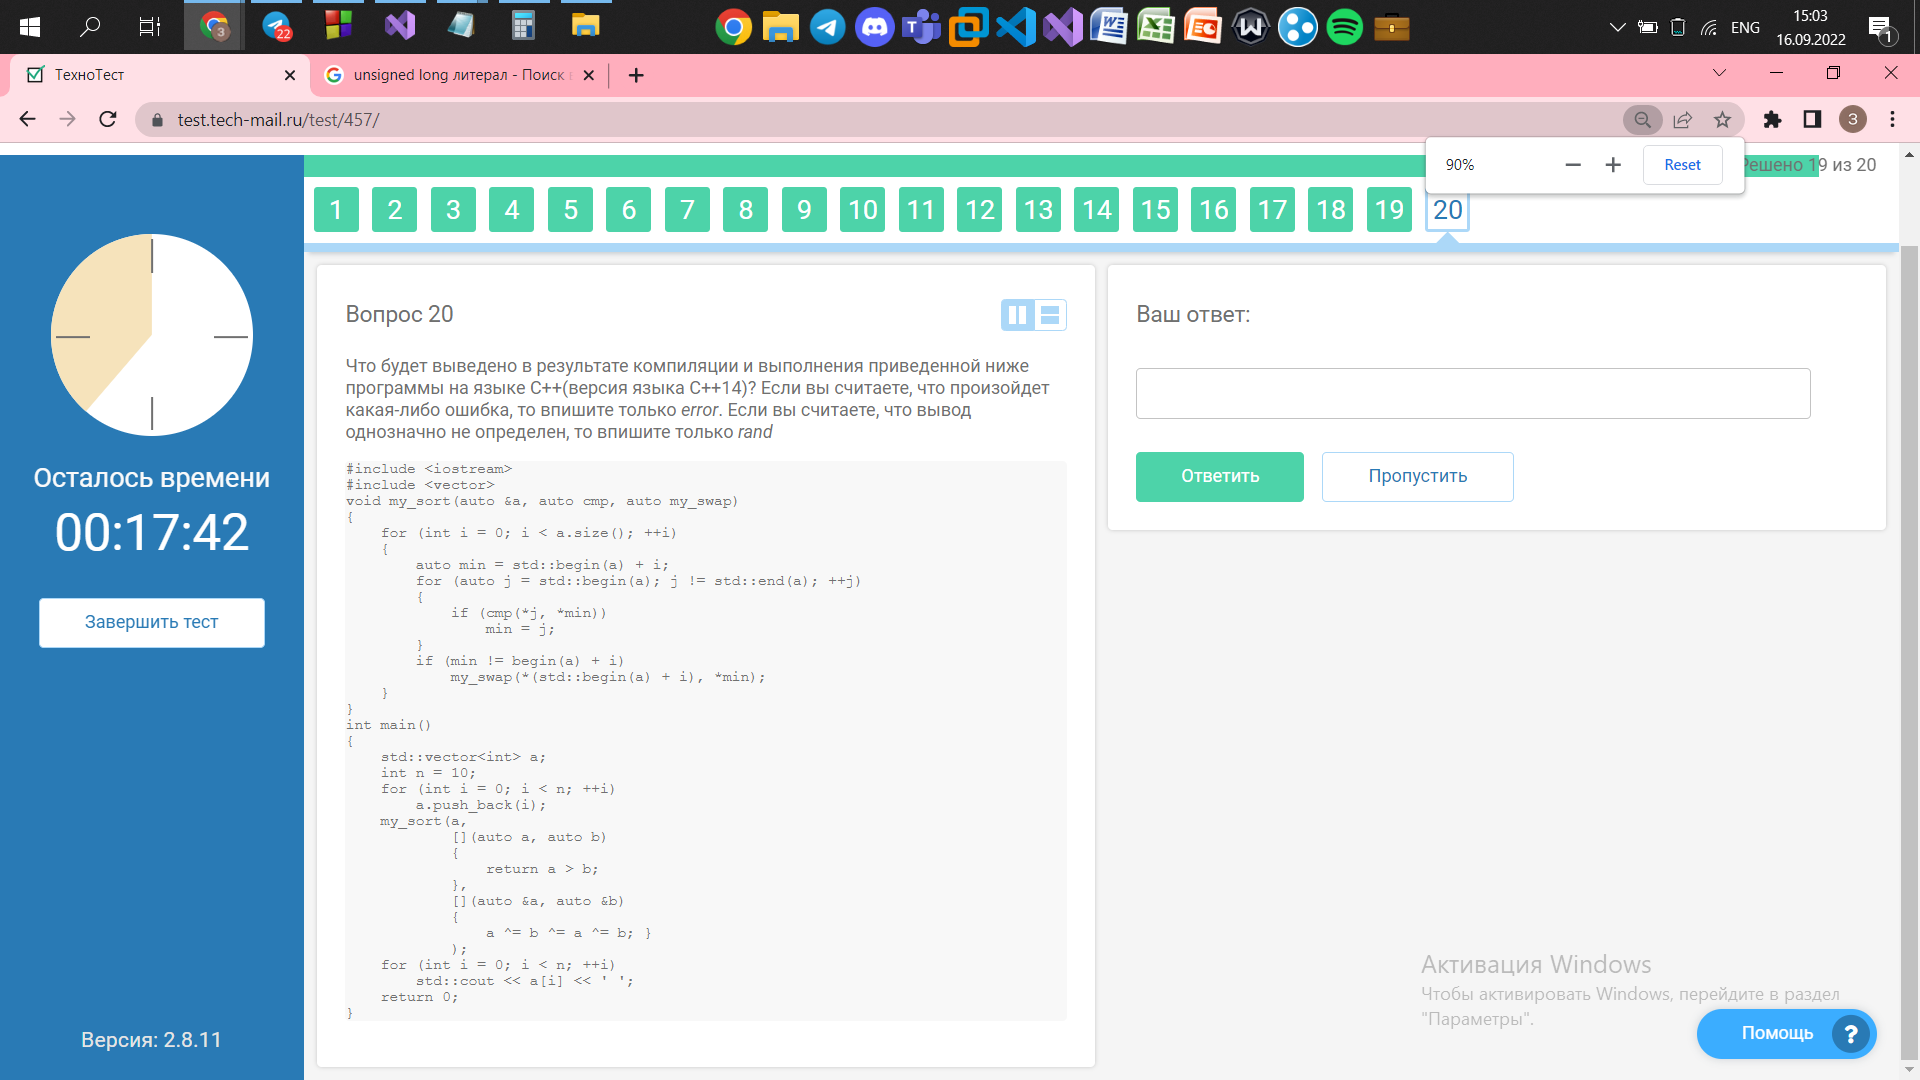 22
3
ENG
15:03
16.09.2022
1
ТехноТест
unsigned long литерал - Поиск
test.tech-mail.ru/test/457/
3
90%
Reset
Решено 19 из 20
1 2 3 4 5 6 7 8 9 10 11 12 13 14 15 16 17 18 19 20
Осталось времени
00:17:42
Завершить тест
Версия: 2.8.11
Вопрос 20
Что будет выведено в результате компиляции и выполнения приведенной ниже
программы на языке C++(версия языка C++14)? Если вы считаете, что произойдет
какая-либо ошибка, то впишите только error. Если вы считаете, что вывод
однозначно не определен, то впишите только rand
#include <iostream>
#include <vector>
void my_sort(auto &a, auto cmp, auto my_swap)
{
    for (int i = 0; i < a.size(); ++i)
    {
        auto min = std::begin(a) + i;
        for (auto j = std::begin(a); j != std::end(a); ++j)
        {
            if (cmp(*j, *min))
                min = j;
        }
        if (min != begin(a) + i)
            my_swap(*(std::begin(a) + i), *min);
    }
}
int main()
{
    std::vector<int> a;
    int n = 10;
    for (int i = 0; i < n; ++i)
        a.push_back(i);
    my_sort(a,
            [](auto a, auto b)
            {
                return a > b;
            },
            [](auto &a, auto &b)
            {
                a ^= b ^= a ^= b; }
            );
    for (int i = 0; i < n; ++i)
        std::cout << a[i] << ' ';
    return 0;
}
Ваш ответ:
Ответить
Пропустить
Активация Windows
Чтобы активировать Windows, перейдите в раздел
"Параметры".
Помощь ?